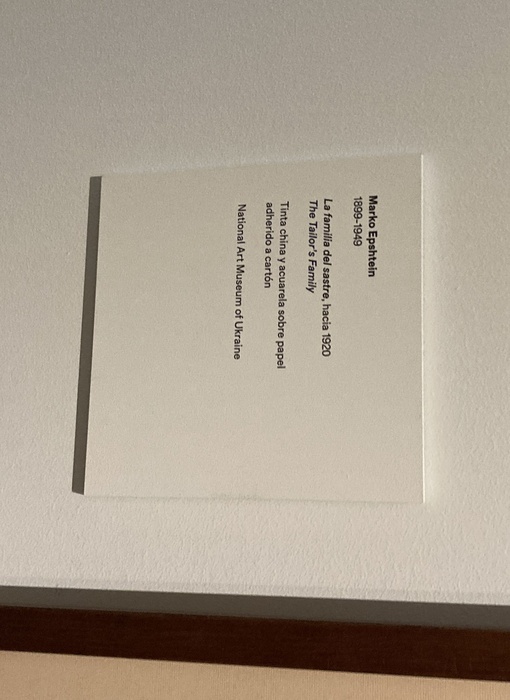 Marko Epshtein
1899-1949
La familia del sastre, hacia 1920
The Tailor's Family
Tinta china y acuarela sobre papel
adherido a cartón
National Art Museum of Ukraine